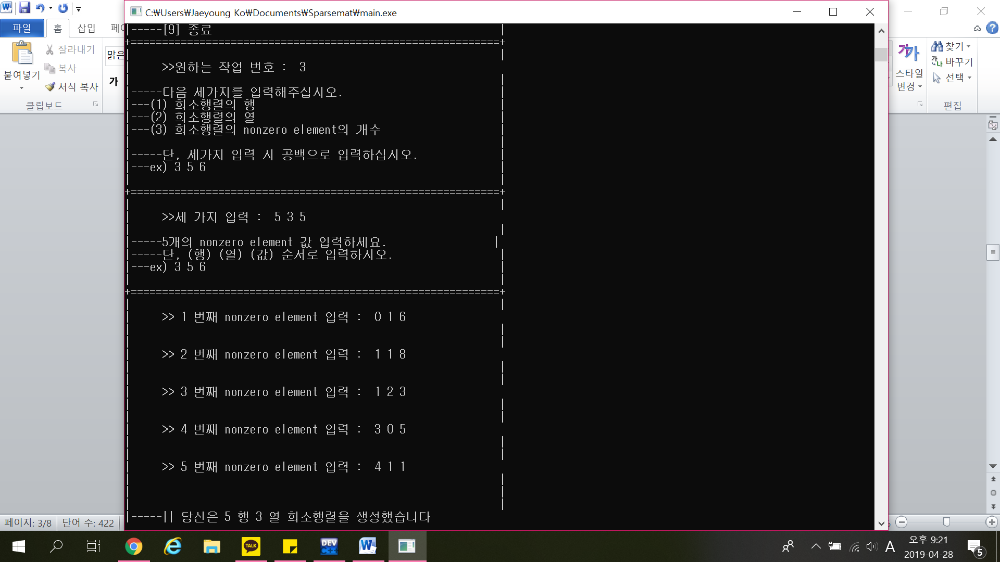 C:₩Users₩Jaeyoung Ko₩Documents₩Sparsemat₩main.exe
파일 홈 삽입
붙여넣기
잘라내기
복사
서식 복사
클립보드
맑은
가
|-----[9] 종료 |
+===========================================================+
>>원하는 작업 번호 : 3
|-----다음 세가지를 입력해주십시오. |
|---(1) 희소행렬의 행 |
|---(2) 희소행렬의 열 |
|---(3) 희소행렬의 nonzero element의 개수 |
|-----단, 세가지 입력 시 공백으로 입력하십시오. |
|---ex) 3 5 6 |
+===========================================================+
>>세 가지 입력 : 5 3 5
|-----5개의 nonzero element 값 입력하세요. |
|-----단, (행) (열) (값) 순서로 입력하시오. |
|---ex) 3 5 6 |
+===========================================================+
>> 1 번째 nonzero element 입력 : 0 1 6
>> 2 번째 nonzero element 입력 : 1 1 8
>> 3 번째 nonzero element 입력 : 1 2 3
>> 4 번째 nonzero element 입력 : 3 0 5
>> 5 번째 nonzero element 입력 : 4 1 1
|-----|| 당신은 5 행 3 열 희소행렬을 생성했습니다
가가
스타일
변경
찾기
바꾸기
선택
편집
페이지: 3/8 단어 수: 422
TALK
DEV
C++
W
A
오후 9:21
2019-04-28
5